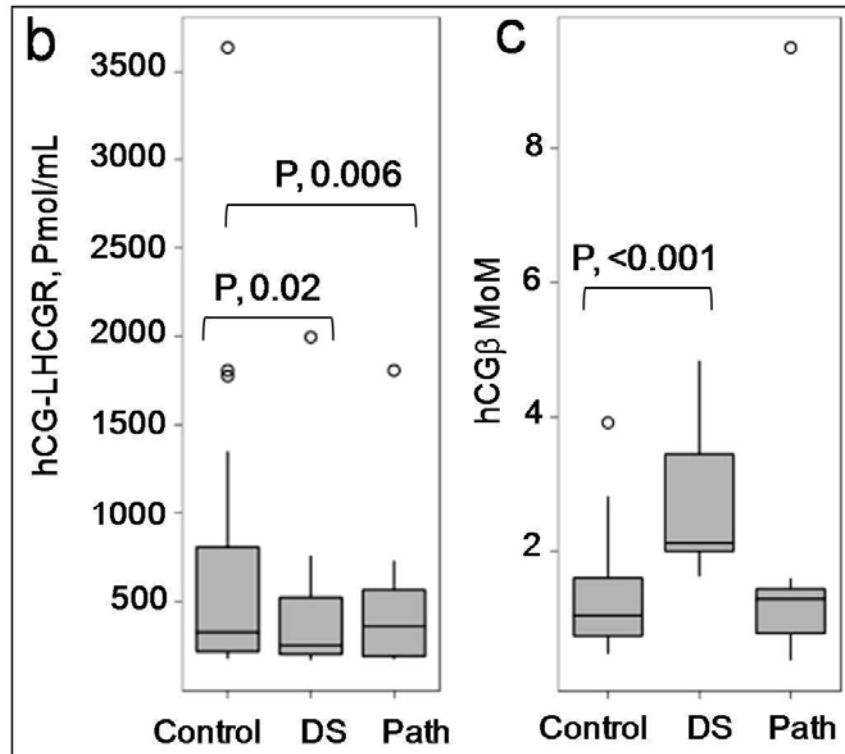 b
hCG-LHCGR, Pmol/mL
3500
3000
2500
2000
1500
1000
500
P, 0.006
P, 0.02
Control DS Path
c
hCGβ MoM
8
6
4
2
P, <0.001
Control DS Path